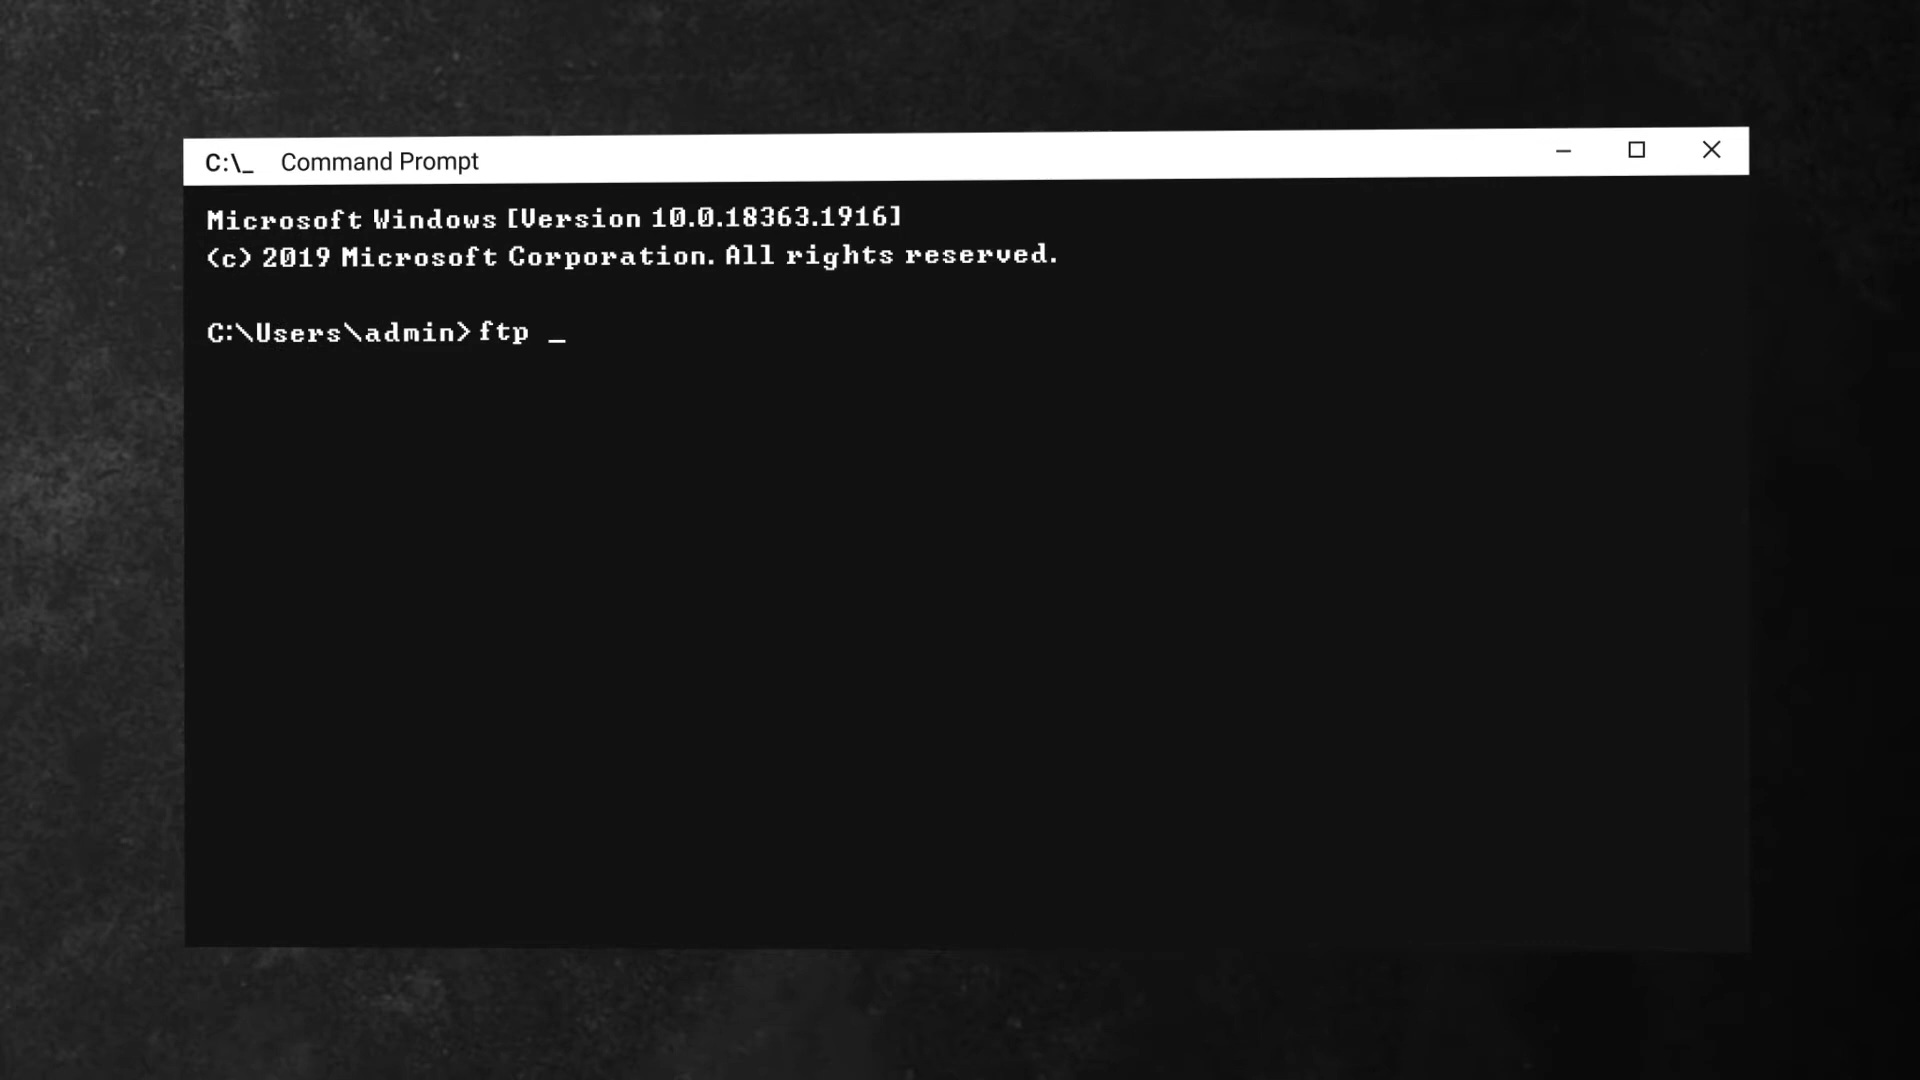 C:\_ Command Prompt
Microsoft Windows [Version 10.0.18363.1916]
(c) 2019 Microsoft Corporation. All rights reserved.
C:\Users\admin>ftp _